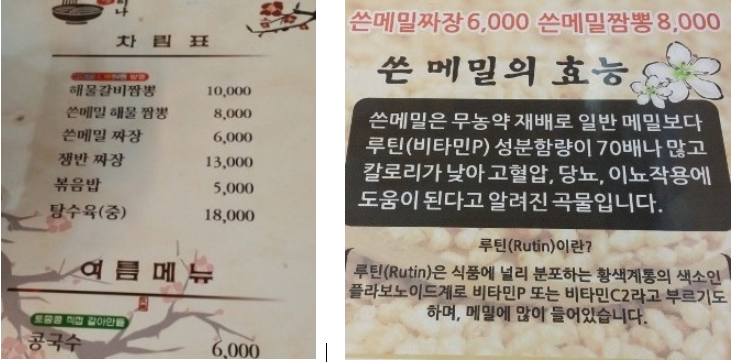 차림표
해물갈비짬뽕 10,000
쓴메밀 해물 짬뽕 8,000
쓴메밀 짜장 6,000
쟁반 짜장 13,000
볶음밥 5,000
탕수육(중) 18,000
여름메뉴
토종콩 직접 갈아만듦
콩국수 6,000
쓴메밀짜장6,000 쓴메밀짬뽕8,000
쓴 메밀의 효능
쓴메밀은 무농약 재배로 일반 메밀보다
루틴(비타민P) 성분함량이 70배나 많고
칼로리가 낮아 고혈압, 당뇨, 이뇨작용에
도움이 된다고 알려진 곡물입니다.
루틴(Rutin)이란?
루틴(Rutin)은 식품에 널리 분포하는 황색계통의 색소인
플라보노이드계로 비타민P 또는 비타민C2라고 부르기도
하며, 메밀에 많이 들어있습니다.